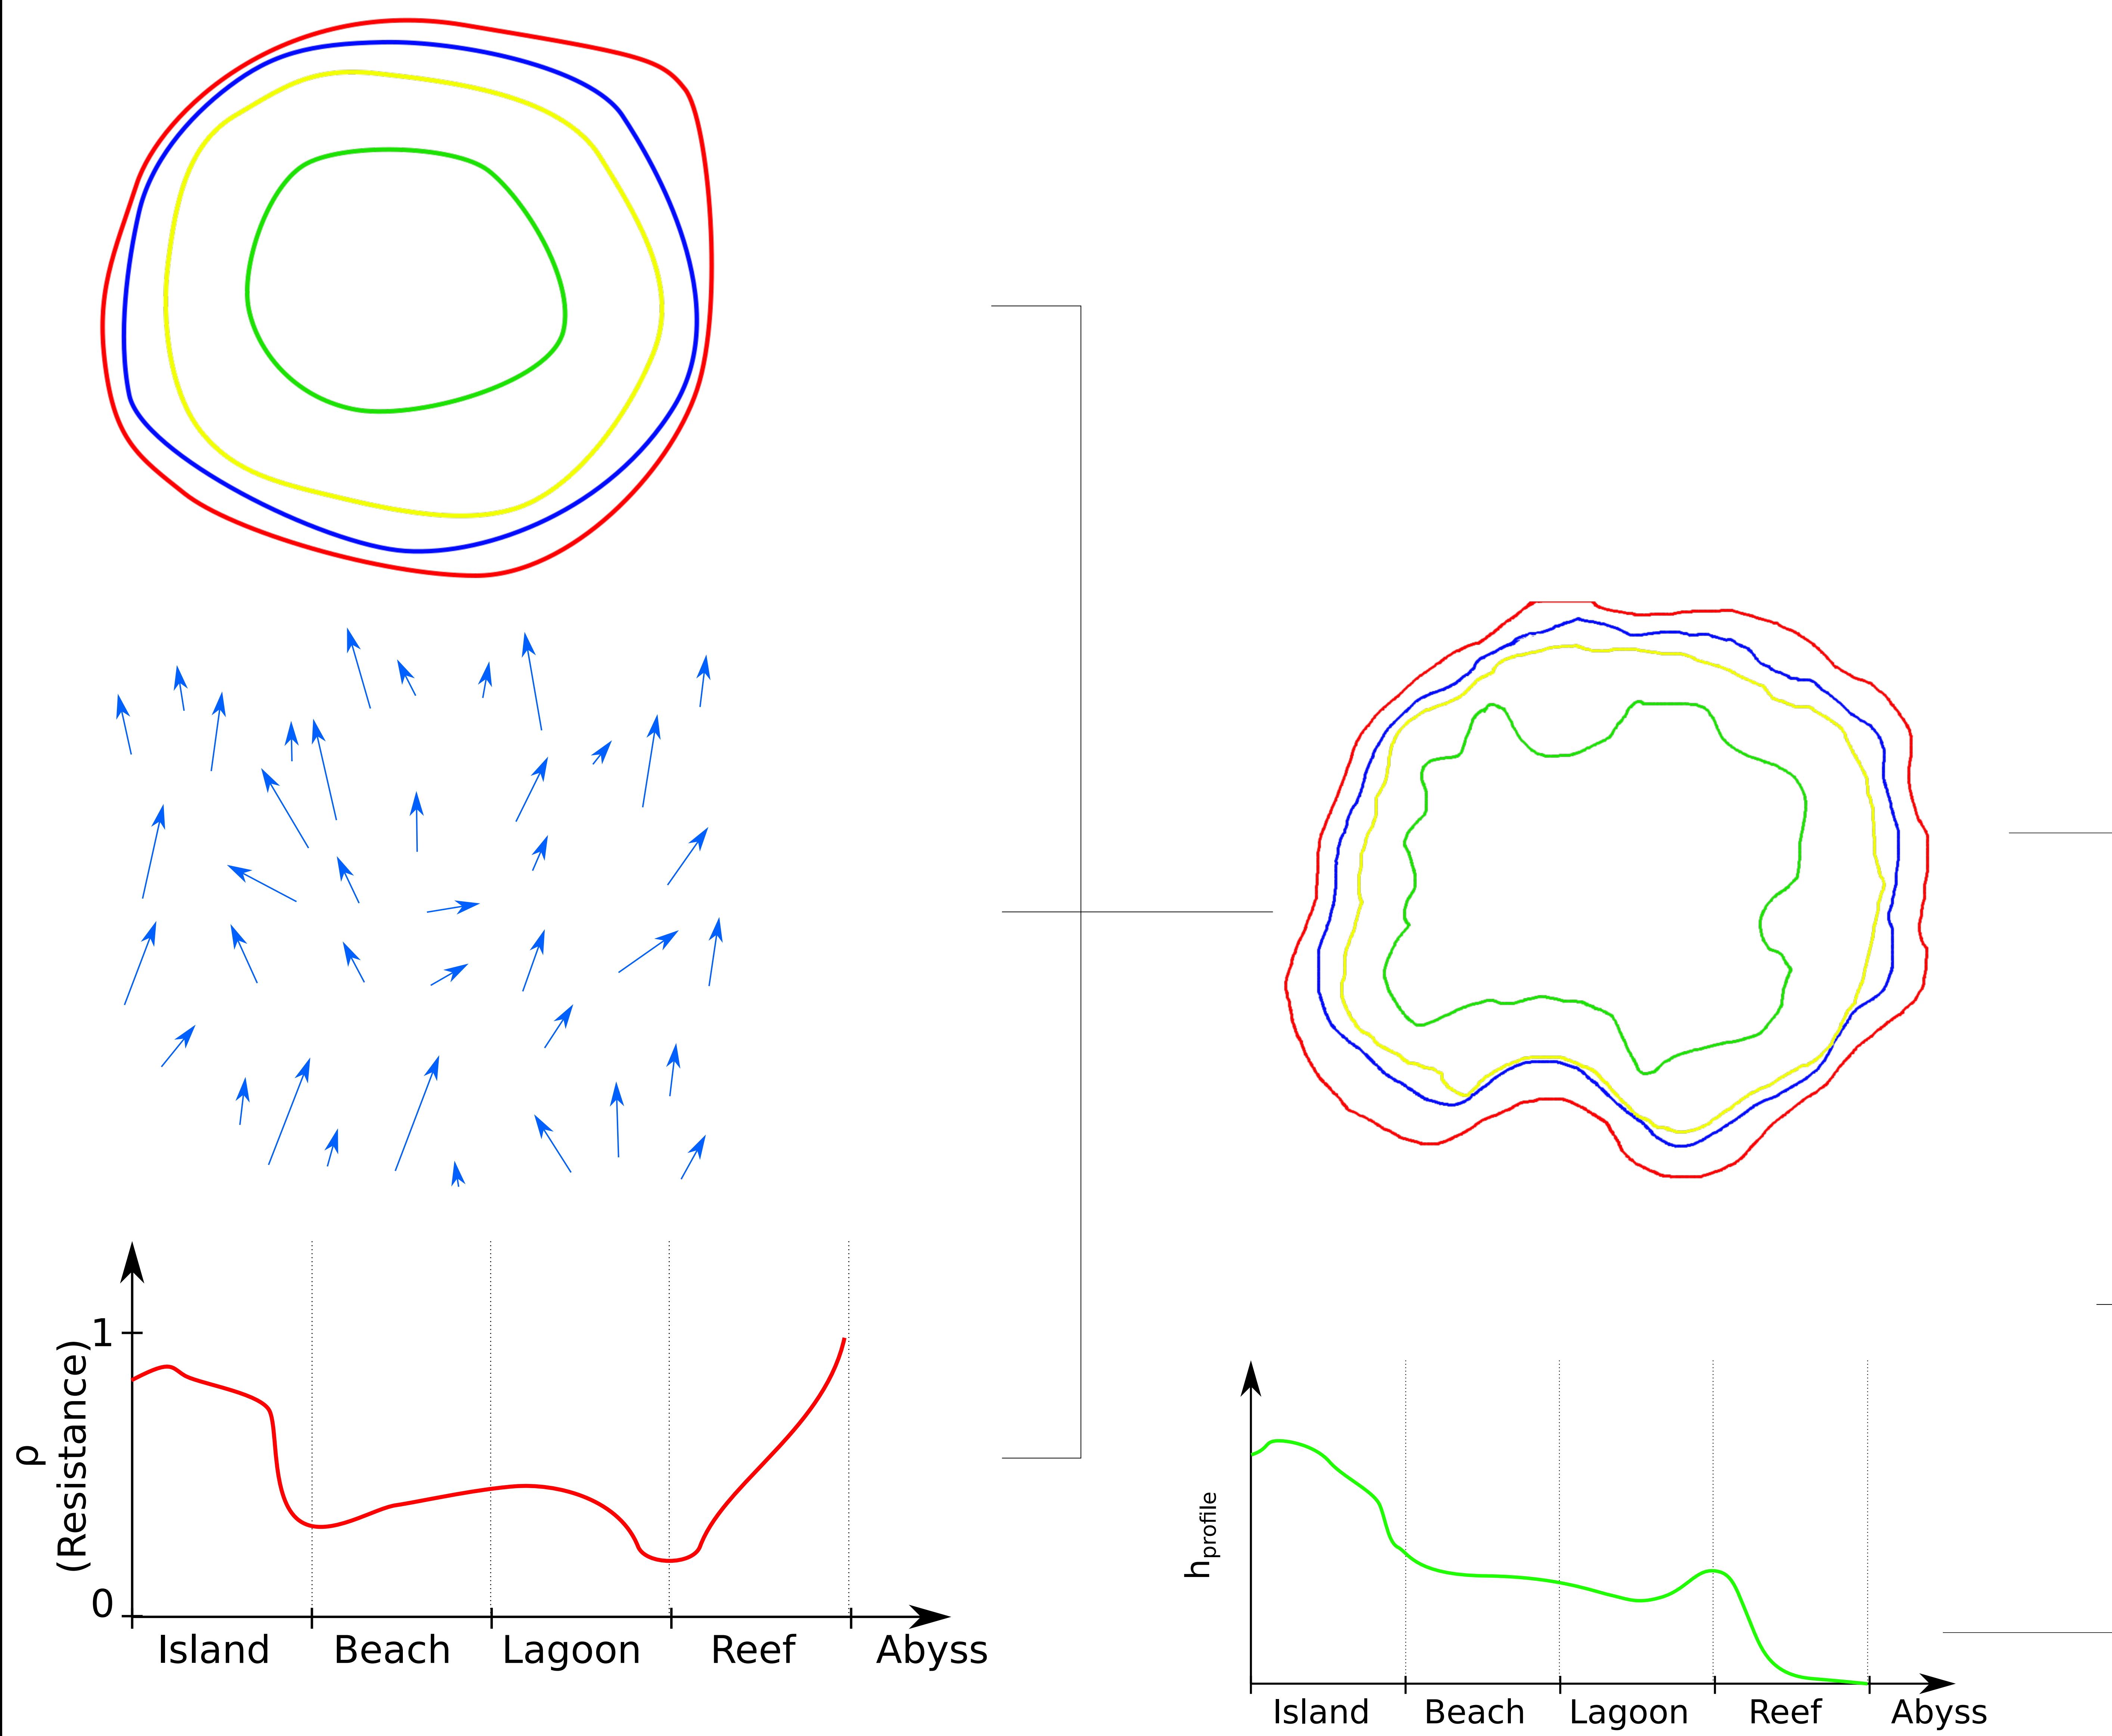 1
ρ
(Resistance)
0
Island Beach Lagoon Reef Abyss
hprofile
Island Beach Lagoon Reef Abyss